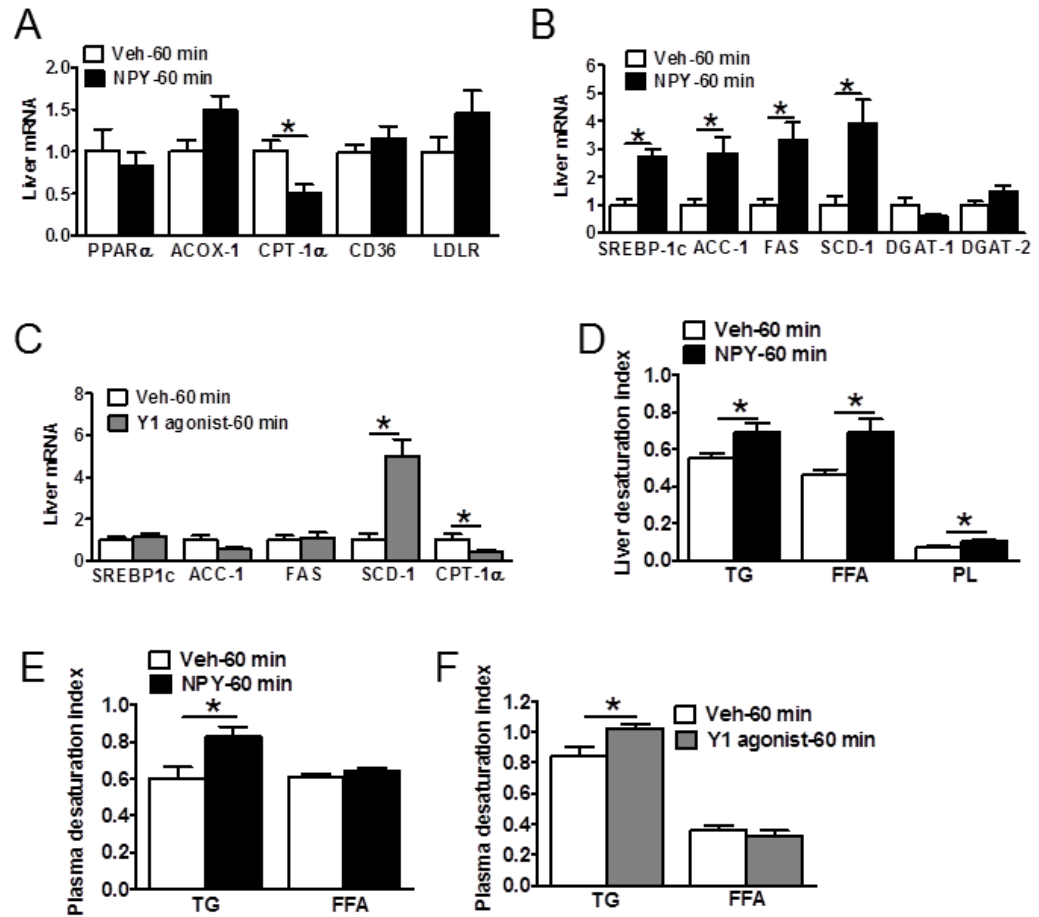 A
Veh-60 min
NPY-60 min
Liver mRNA
2.0
1.5
1.0
0.5
0.0
*
PPARα ACOX-1 CPT-1α CD36 LDLR
B
Veh-60 min
NPY-60 min
Liver mRNA
6
5
4
3
2
1
0
* * * *
SREBP-1c ACC-1 FAS SCD-1 DGAT-1 DGAT-2
C
Veh-60 min
Y1 agonist-60 min
Liver mRNA
8
6
4
2
0
* *
SREBP1c ACC-1 FAS SCD-1 CPT-1α
D
Veh-60 min
NPY-60 min
Liver desaturation index
1.0
0.8
0.6
0.4
0.2
0.0
* * *
TG FFA PL
E
Veh-60 min
NPY-60 min
Plasma desaturation index
1.0
0.8
0.6
0.4
0.2
0.0
*
TG FFA
F
Veh-60 min
Y1 agonist-60 min
Plasma desaturation index
1.2
1.0
0.8
0.6
0.4
0.2
0.0
*
TG FFA